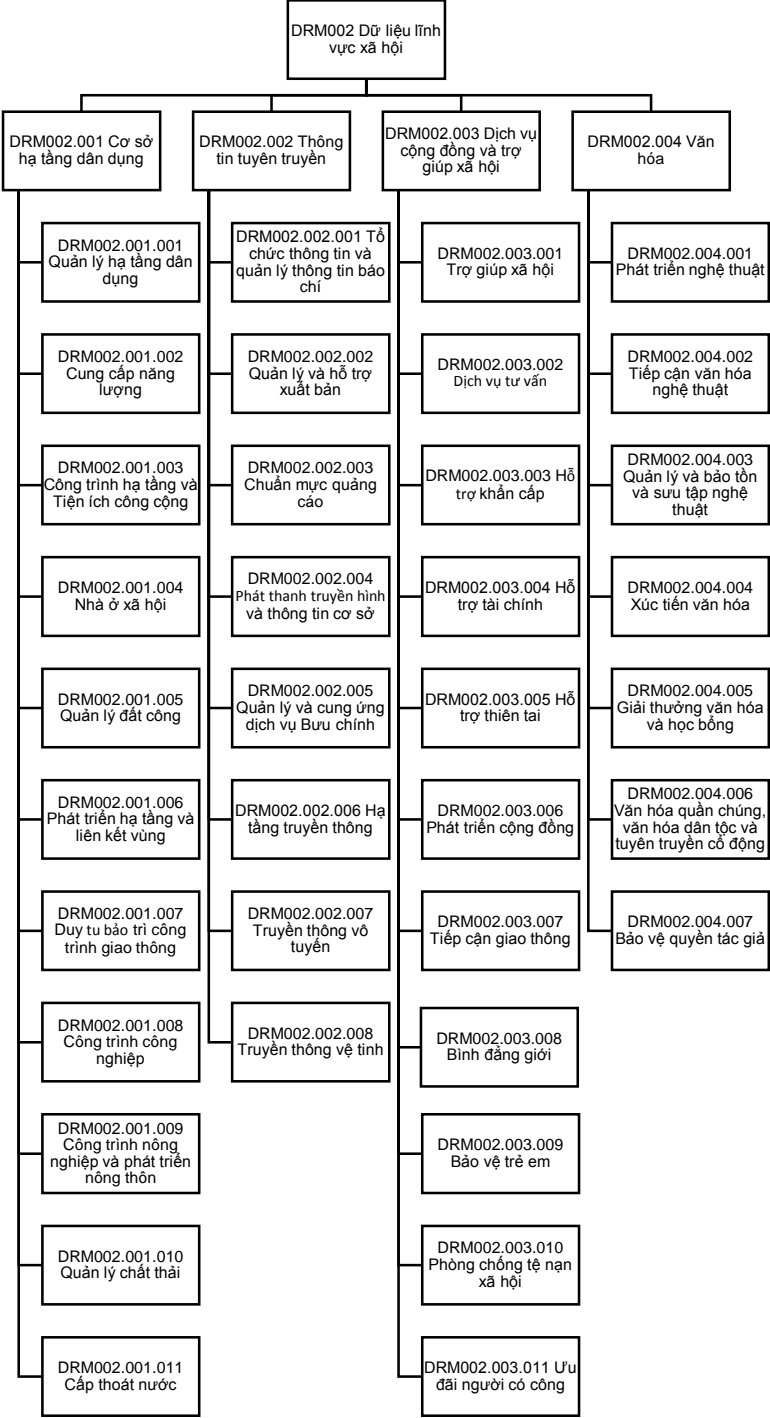 DRM002 Dữ liệu lĩnh
vực xã hội
DRM002.001 Cơ sở
hạ tầng dân dụng
DRM002.001.001
Quản lý hạ tầng dân
dụng
DRM002.001.002
Cung cấp năng
lượng
DRM002.001.003
Công trình hạ tầng và
Tiện ích công cộng
DRM002.001.004
Nhà ở xã hội
DRM002.001.005
Quản lý đất công
DRM002.001.006
Phát triển hạ tầng và
liên kết vùng
DRM002.001.007
Duy tu bảo trì công
trình giao thông
DRM002.001.008
Công trình công
nghiệp
DRM002.001.009
Công trình nông
nghiệp và phát triển
nông thôn
DRM002.001.010
Quản lý chất thải
DRM002.001.011
Cấp thoát nước
DRM002.002 Thông
tin tuyên truyền
DRM002.002.001 Tổ
chức thông tin và
quản lý thông tin báo
chí
DRM002.002.002
Quản lý và hỗ trợ
xuất bản
DRM002.002.003
Chuẩn mực quảng
cáo
DRM002.002.004
Phát thanh truyền hình
và thông tin cơ sở
DRM002.002.005
Quản lý và cung ứng
dịch vụ Bưu chính
DRM002.002.006 Hạ
tầng truyền thông
DRM002.002.007
Truyền thông vô
tuyến
DRM002.002.008
Truyền thông vệ tinh
DRM002.003 Dịch vụ
cộng đồng và trợ
giúp xã hội
DRM002.003.001
Trợ giúp xã hội
DRM002.003.002
Dịch vụ tư vấn
DRM002.003.003 Hỗ
trợ khẩn cấp
DRM002.003.004 Hỗ
trợ tài chính
DRM002.003.005 Hỗ
trợ thiên tai
DRM002.003.006
Phát triển cộng đồng
DRM002.003.007
Tiếp cận giao thông
DRM002.003.008
Bình đẳng giới
DRM002.003.009
Bảo vệ trẻ em
DRM002.003.010
Phòng chống tệ nạn
xã hội
DRM002.003.011 Ưu
đãi người có công
DRM002.004 Văn
hóa
DRM002.004.001
Phát triển nghệ thuật
DRM002.004.002
Tiếp cận văn hóa
nghệ thuật
DRM002.004.003
Quản lý và bảo tồn
và sưu tập nghệ
thuật
DRM002.004.004
Xúc tiến văn hóa
DRM002.004.005
Giải thưởng văn hóa
và học bổng
DRM002.004.006
Văn hóa quần chúng,
văn hóa dân tộc và
tuyên truyền cổ động
DRM002.004.007
Bảo vệ quyền tác giả